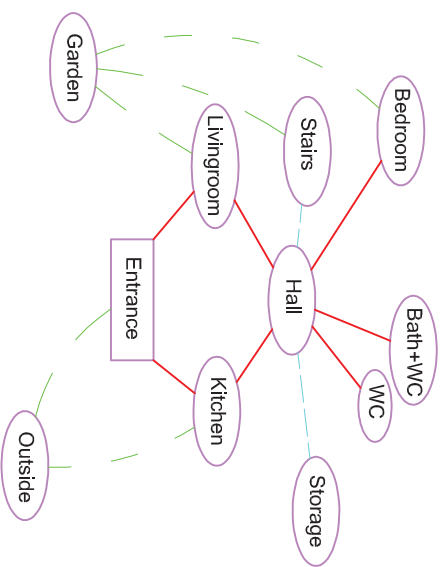 Garden
Bedroom
Stairs
Livingroom
Hall
Entrance
Bath+WC
WC
Kitchen
Outside
Storage